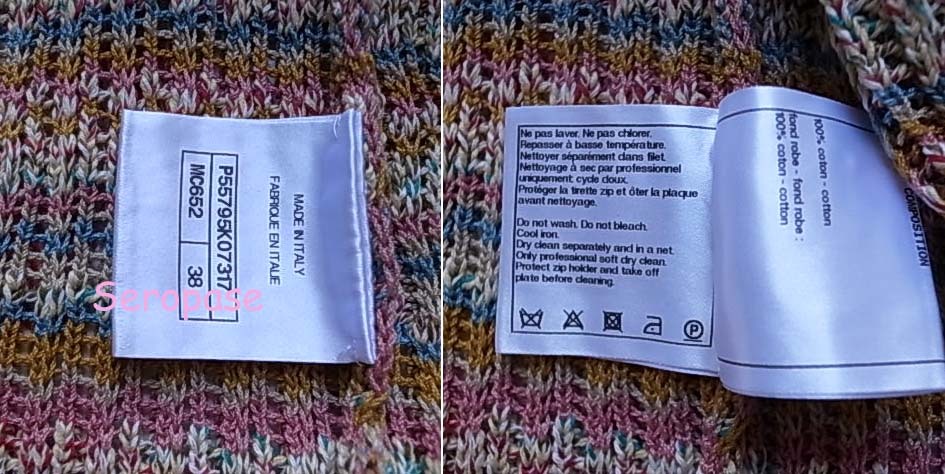 MADE IN ITALY
FABRIQUE EN ITALIE
P55795K07317
MC652 38
Seropase
Ne pas laver. Ne pas chlorer.
Repasser à basse température.
Nettoyer séparément dans filet.
Nettoyage à sec par professionnel
uniquement: cycle doux.
Protéger la tirette zip et ôter la plaque
avant nettoyage.
Do not wash. Do not bleach.
Cool iron.
Dry clean separately and in a net.
Only professional soft dry clean.
Protect zip holder and take off
plate before cleaning.
P
COMPOSITION
100% coton - cotton
fond robe - fond robe :
100% coton - cotton